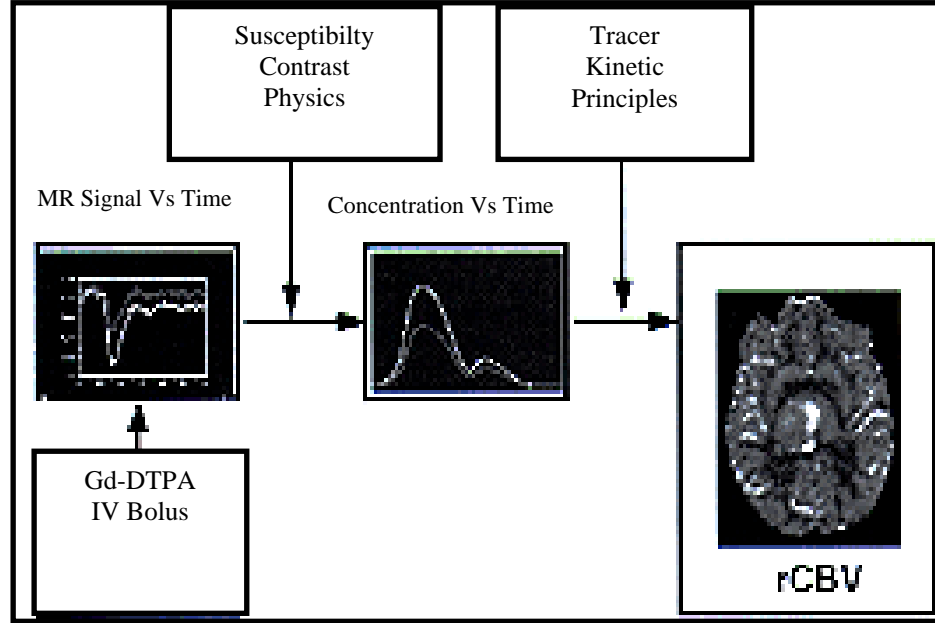 Susceptibilty
Contrast
Physics
Tracer
Kinetic
Principles
MR Signal Vs Time
Concentration Vs Time
Gd-DTPA
IV Bolus
rCBV